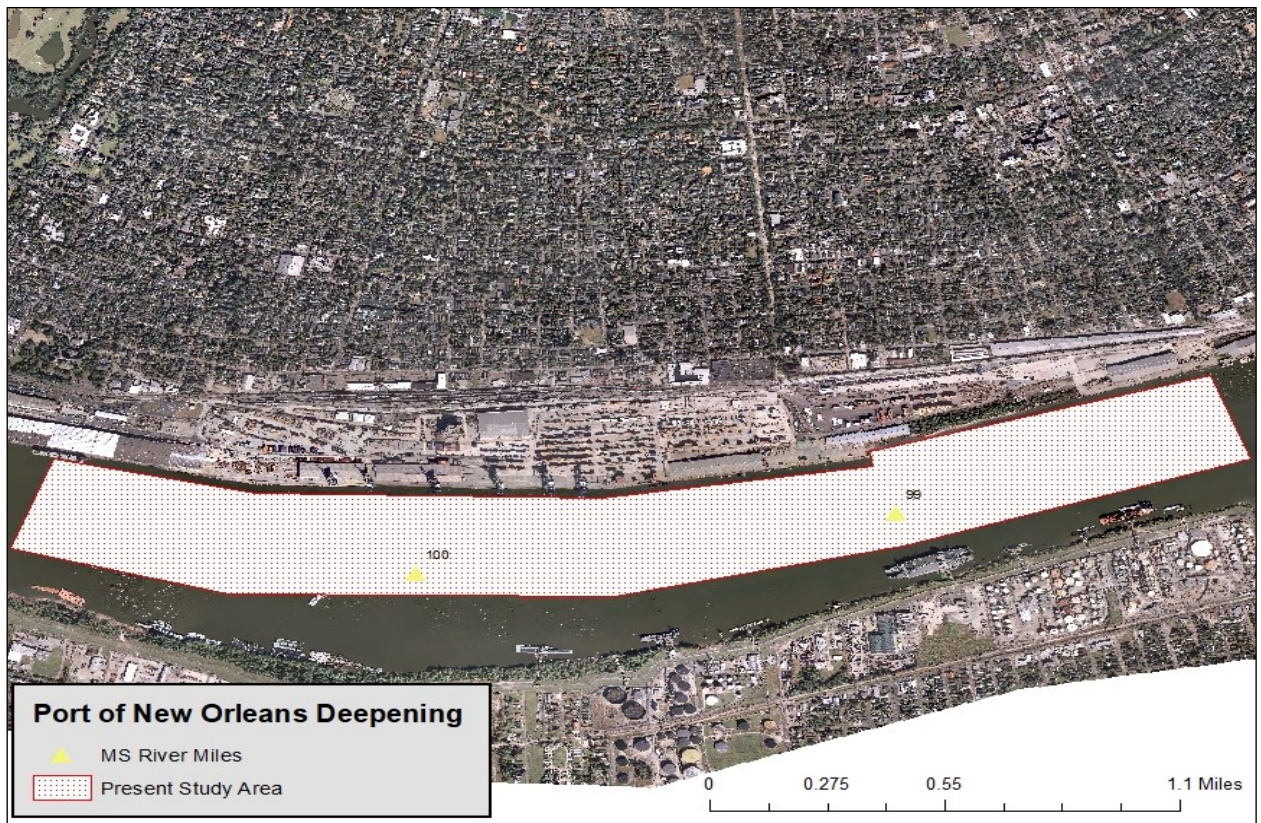 99
100
Port of New Orleans Deepening
MS River Miles
Present Study Area
0 0.275 0.55 1.1 Miles